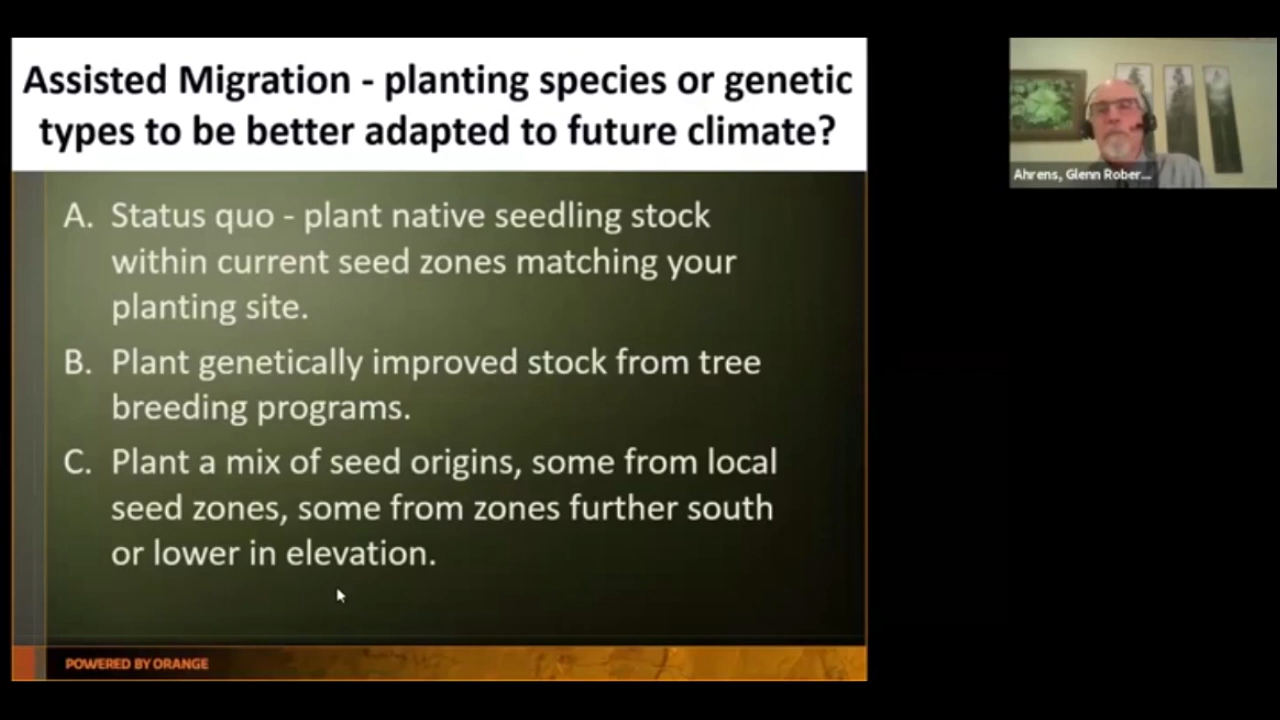 Assisted Migration - planting species or genetic
types to be better adapted to future climate?
A. Status quo - plant native seedling stock
within current seed zones matching your
planting site.
B. Plant genetically improved stock from tree
breeding programs.
C. Plant a mix of seed origins, some from local
seed zones, some from zones further south
or lower in elevation.
POWERED BY ORANGE
Ahrens, Glenn Rober...